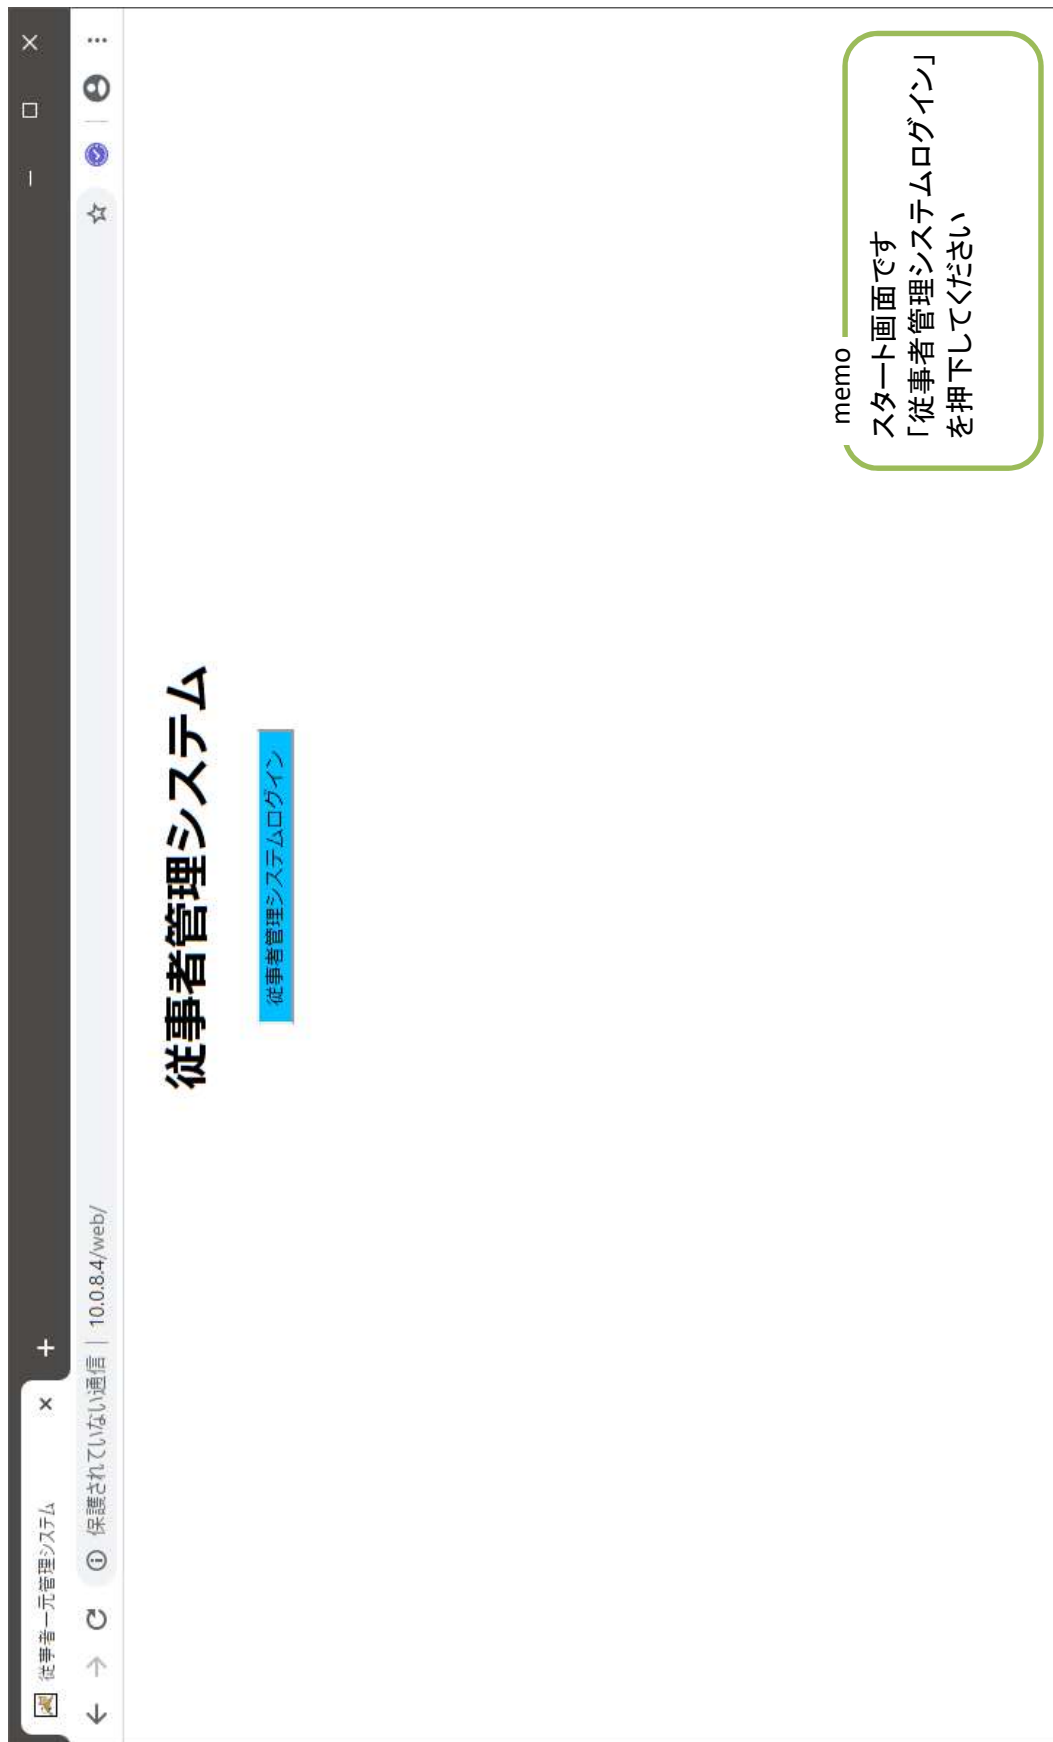 従事者一元管理システム
保護されていない通信 | 10.0.8.4/web/
従事者管理システム
従事者管理システムログイン
memo
スタート画面です
「従事者管理システムログイン」
を押下してください